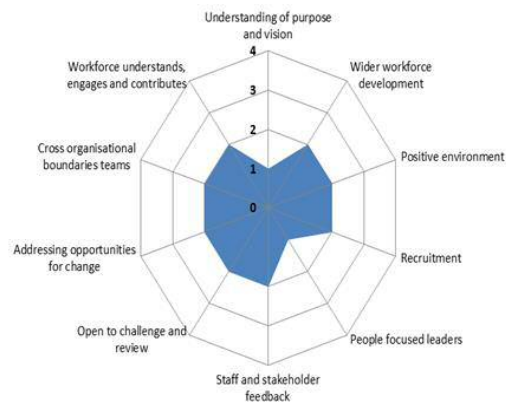 Understanding of purpose
and vision
Wider workforce
development
Positive environment
Recruitment
People focused leaders
Staff and stakeholder
feedback
Open to challenge and
review
Addressing opportunities
for change
Cross organisational
boundaries teams
Workforce understands,
engages and contributes
4
3
2
1
0